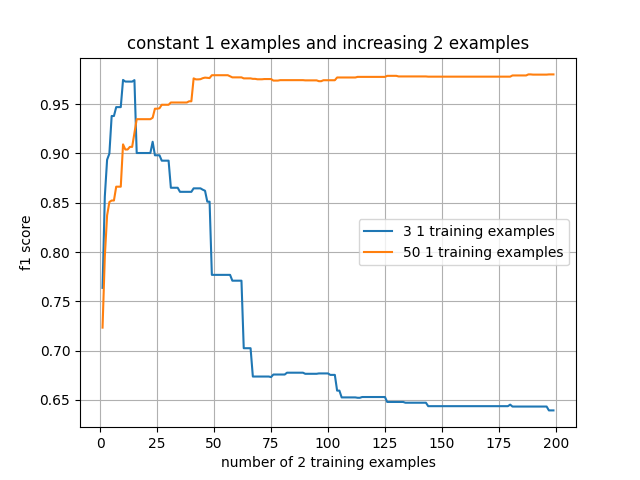 constant 1 examples and increasing 2 examples
f1 score
0.95
0.90
0.85
0.80
0.75
0.70
0.65
3 1 training examples
50 1 training examples
0 25 50 75 100 125 150 175 200
number of 2 training examples